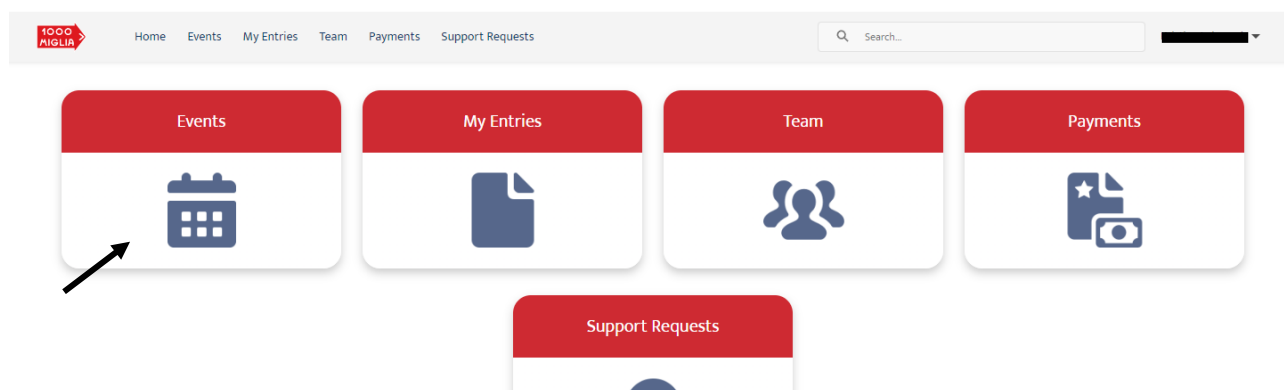 1000
MIGLIA
Home Events My Entries Team Payments Support Requests
Search...
Events
My Entries
Team
Payments
Support Requests